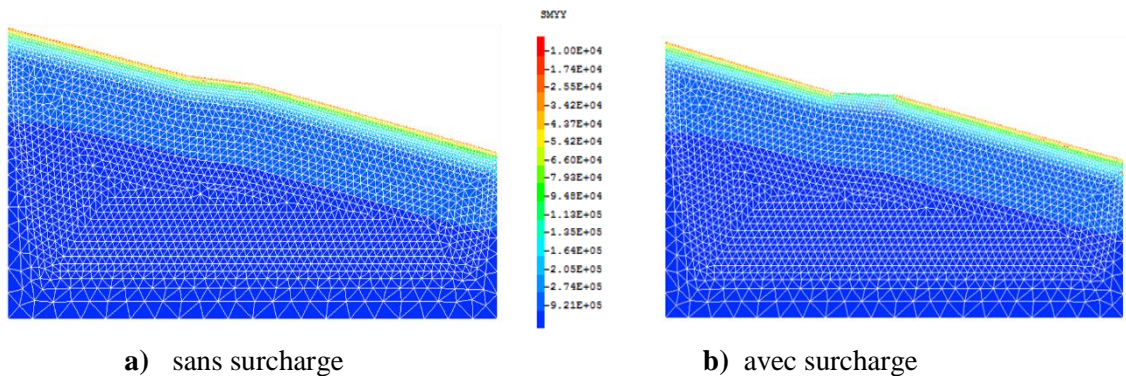 SMYY
-1.00E+04
-1.74E+04
-2.55E+04
-3.42E+04
-4.37E+04
-5.42E+04
-6.60E+04
-7.93E+04
-9.48E+04
-1.13E+05
-1.35E+05
-1.64E+05
-2.05E+05
-2.74E+05
-9.21E+05
a) sans surcharge
b) avec surcharge